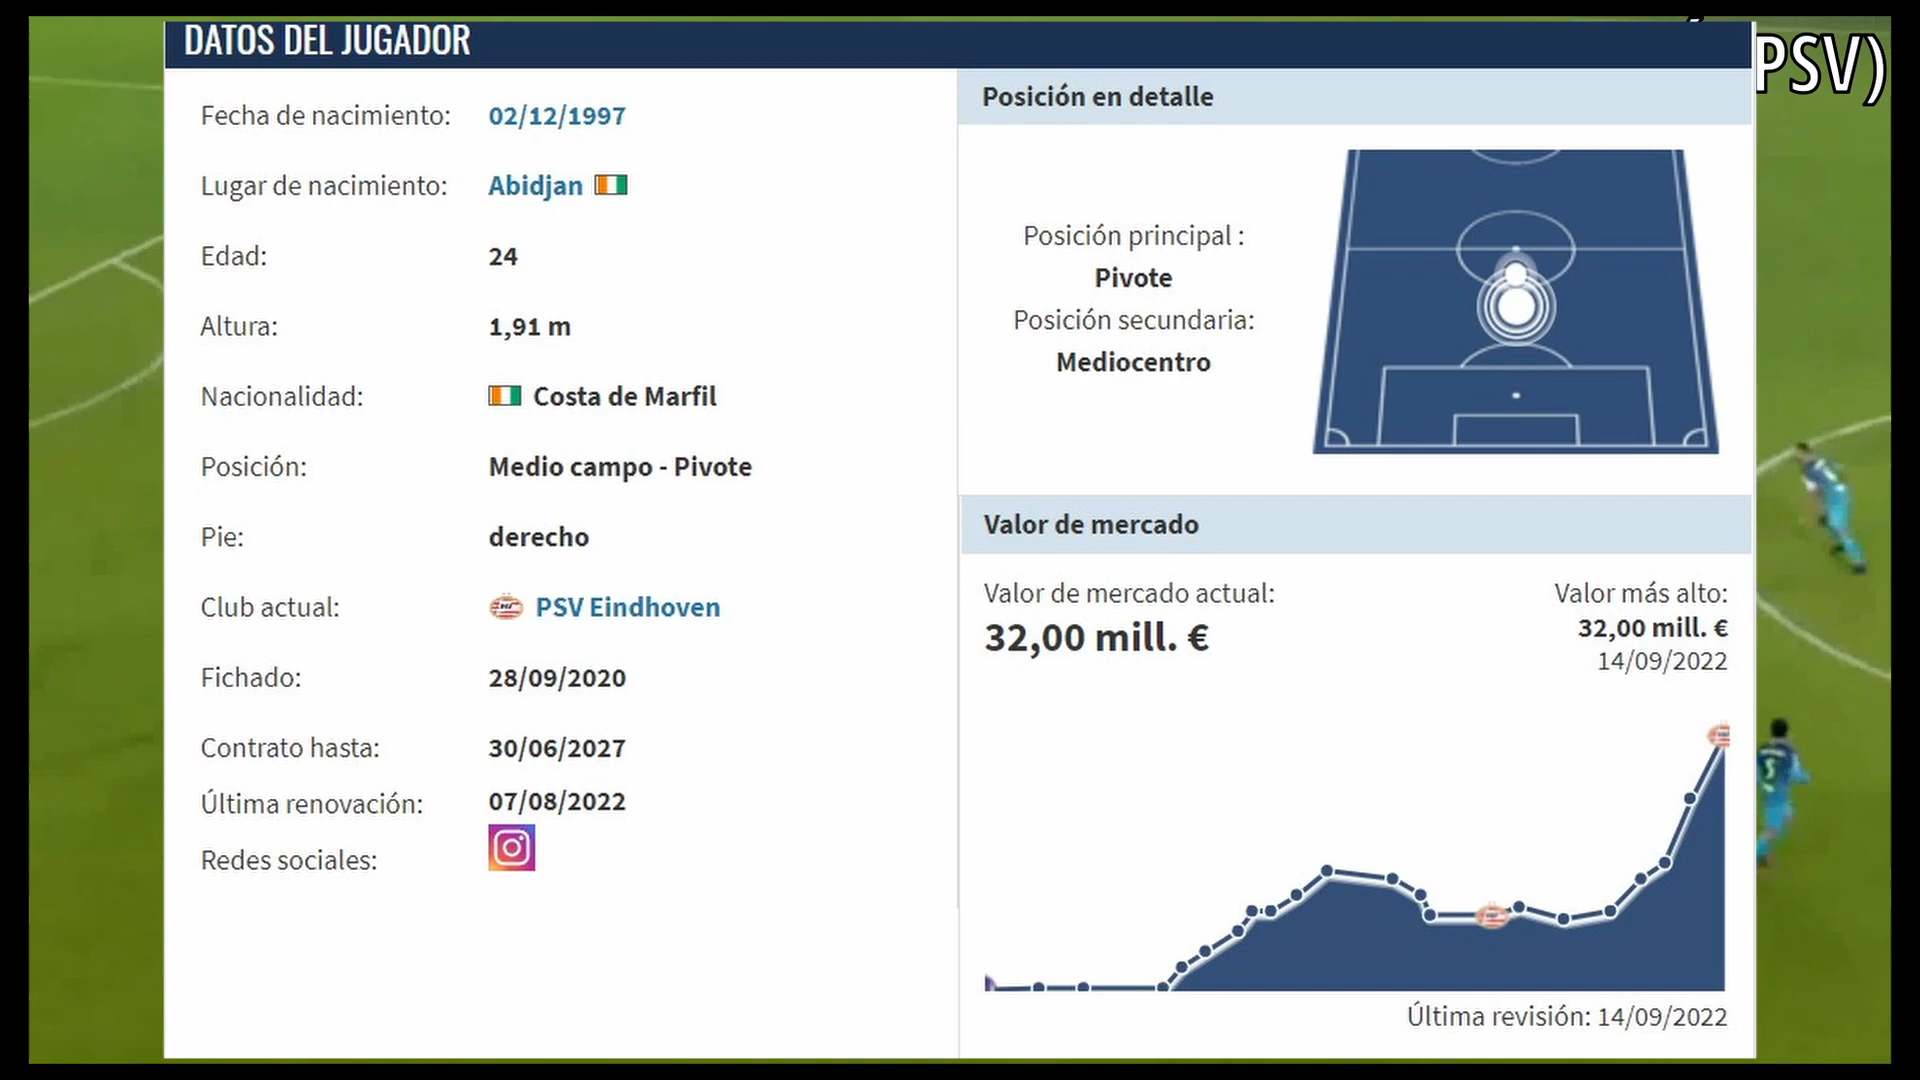 DATOS DEL JUGADOR
PSV)
Fecha de nacimiento: 02/12/1997
Lugar de nacimiento: Abidjan
Edad: 24
Altura: 1,91 m
Nacionalidad: Costa de Marfil
Posición: Medio campo - Pivote
Pie: derecho
Club actual: PSV Eindhoven
Fichado: 28/09/2020
Contrato hasta: 30/06/2027
Última renovación: 07/08/2022
Redes sociales:
Posición en detalle
Posición principal :
Pivote
Posición secundaria:
Mediocentro
Valor de mercado
Valor de mercado actual:
32,00 mill. €
Valor más alto:
32,00 mill. €
14/09/2022
Última revisión: 14/09/2022